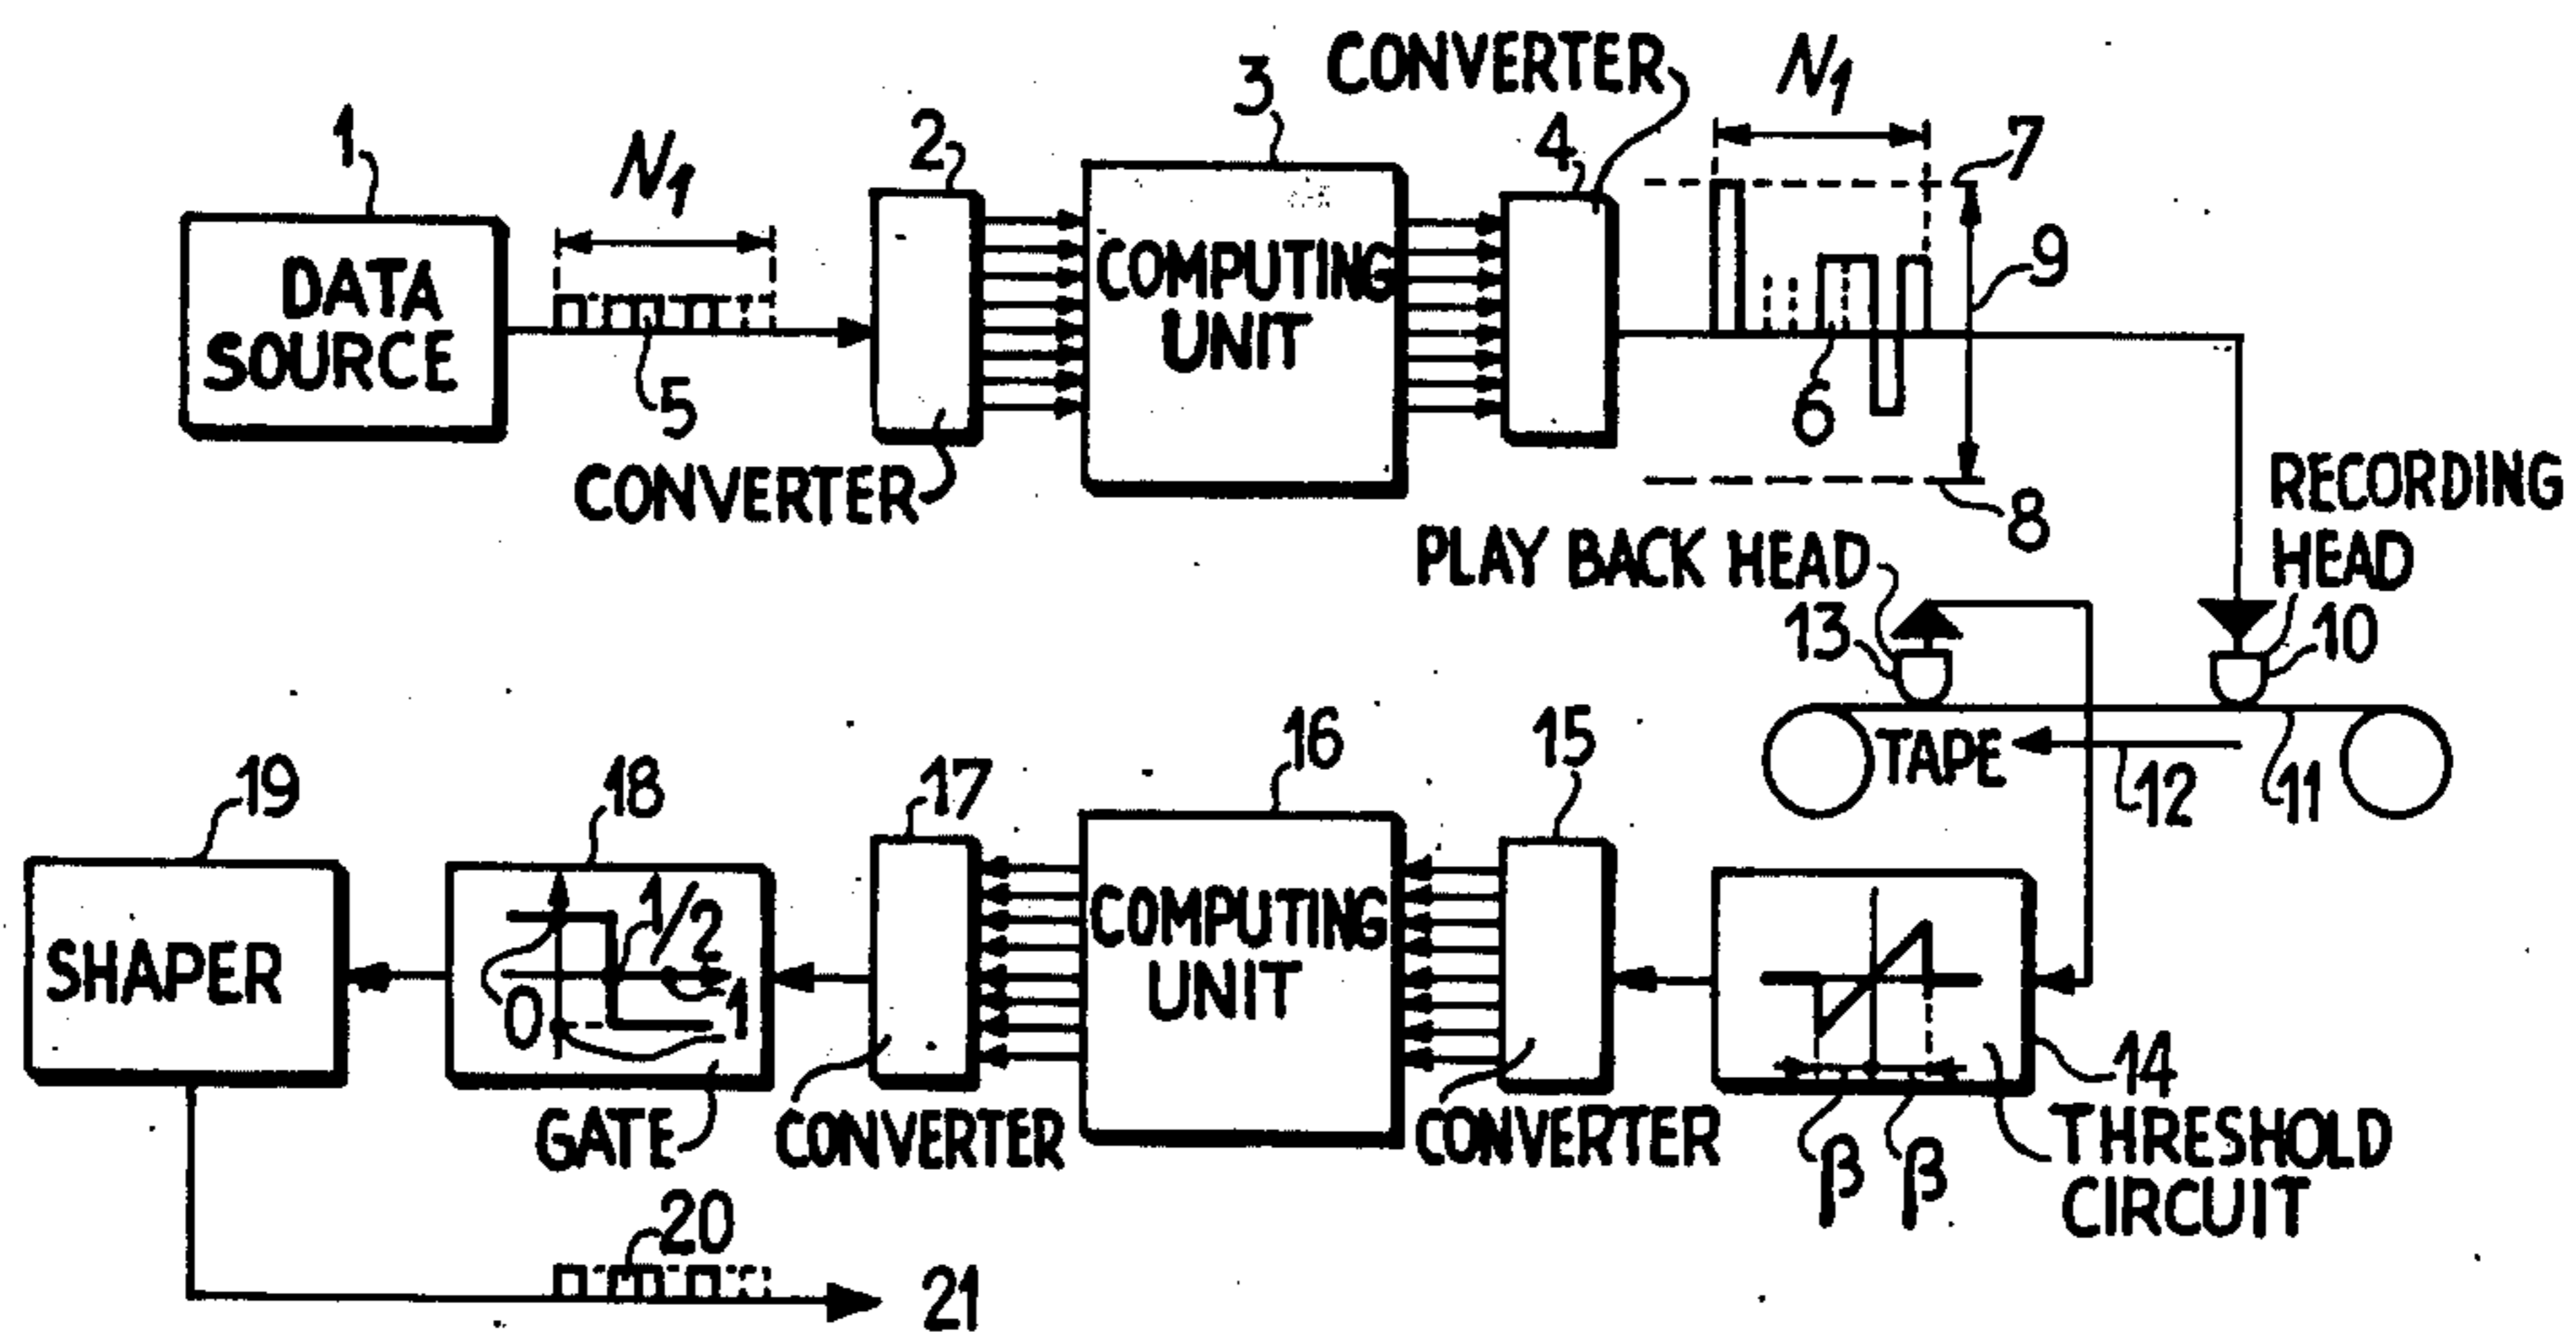 CONVERTER
3
N1
1
N1
2
4
7
DATA
SOURCE
COMPUTING
UNIT
9
5
6
CONVERTER
8
RECORDING
HEAD
PLAY BACK HEAD
13
10
TAPE
12
11
19
18
17
16
15
SHAPER
1/2
0
1
COMPUTING
UNIT
14
GATE
CONVERTER
CONVERTER
β
β
THRESHOLD
CIRCUIT
20
21